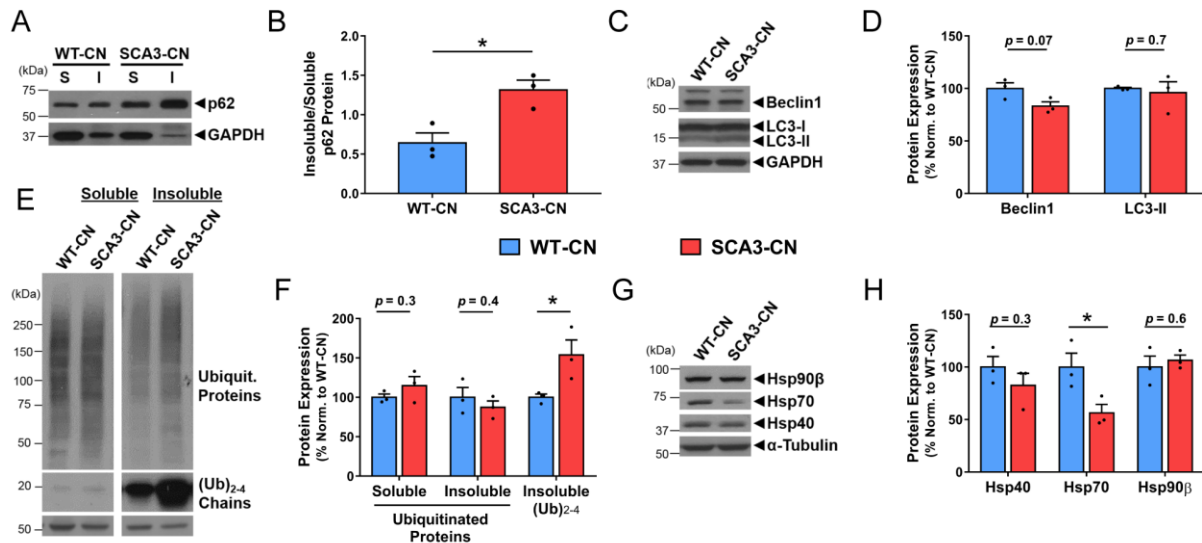 A
WT-CN SCA3-CN
(kDa) S I S I
75
50
37
◄p62
◄GAPDH
B
Insoluble/Soluble
p62 Protein
2.0
1.5
1.0
0.5
0.0
*
WT-CN SCA3-CN
C
WT-CN SCA3-CN
(kDa)
50
15
37
◄Beclin1
◄LC3-I
◄LC3-II
◄GAPDH
D
Protein Expression
(% Norm. to WT-CN)
150
100
50
0
p = 0.07 p = 0.7
Beclin1 LC3-II
WT-CN SCA3-CN
E
Soluble Insoluble
WT-CN SCA3-CN WT-CN SCA3-CN
(kDa)
250
150
100
75
50
20
50
Ubiquit.
Proteins
(Ub)2-4
Chains
F
Protein Expression
(% Norm. to WT-CN)
200
150
100
50
0
p = 0.3 p = 0.4 *
Soluble Insoluble Insoluble
(Ub)2-4
Ubiquitinated
Proteins
G
WT-CN SCA3-CN
(kDa)
100
75
37
50
◄Hsp90β
◄Hsp70
◄Hsp40
◄α-Tubulin
H
Protein Expression
(% Norm. to WT-CN)
150
100
50
0
p = 0.3 * p = 0.6
Hsp40 Hsp70 Hsp90β